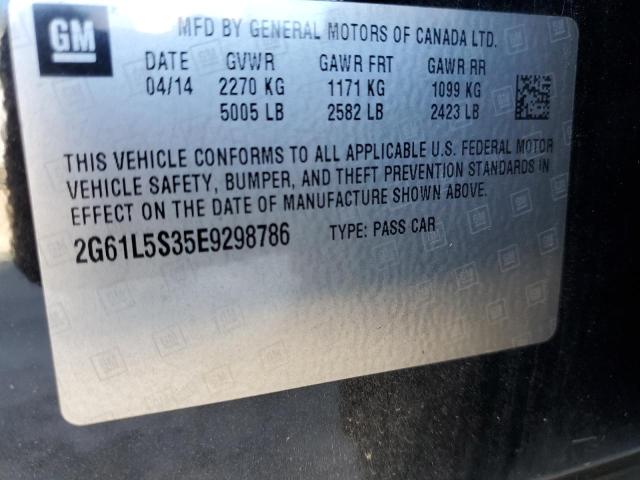 GM
MFD BY GENERAL MOTORS OF CANADA LTD.
DATE GVWR GAWR FRT GAWR RR
04/14 2270 KG 1171 KG 1099 KG
5005 LB 2582 LB 2423 LB
THIS VEHICLE CONFORMS TO ALL APPLICABLE U.S. FEDERAL MOTOR
VEHICLE SAFETY, BUMPER, AND THEFT PREVENTION STANDARDS IN
EFFECT ON THE DATE OF MANUFACTURE SHOWN ABOVE.
2G61L5S35E9298786 TYPE: PASS CAR